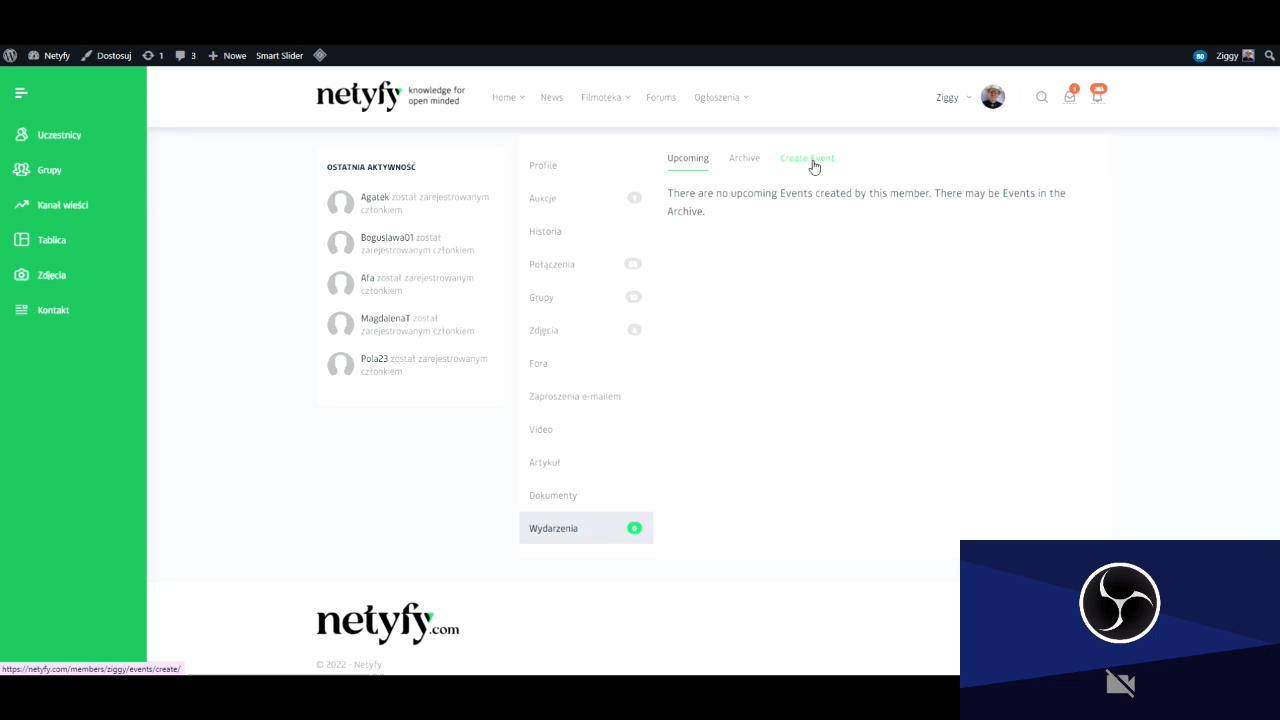 Netyfy
Dostosuj
1
3
Nowe
Smart Slider
80
Ziggy
netyfy knowledge for
open minded
Home
News
Filmoteka
Forums
Ogłoszenia
Ziggy
1
Uczestnicy
Grupy
Kanał wieści
Tablica
Zdjęcia
Kontakt
OSTATNIA AKTYWNOŚĆ
Agatek został zarejestrowanym
członkiem
Boguslawa01 został
zarejestrowanym członkiem
Afa został zarejestrowanym
członkiem
MagdalenaT został
zarejestrowanym członkiem
Pola23 został zarejestrowanym
członkiem
Profile
Aukcje
Historia
Połączenia
Grupy
Zdjęcia
Fora
Zaproszenia e-mailem
Video
Artykuł
Dokumenty
Wydarzenia 0
Upcoming
Archive
Create Event
There are no upcoming Events created by this member. There may be Events in the
Archive.
netyfy.com
© 2022 - Netyfy
https://netyfy.com/members/ziggy/events/create/